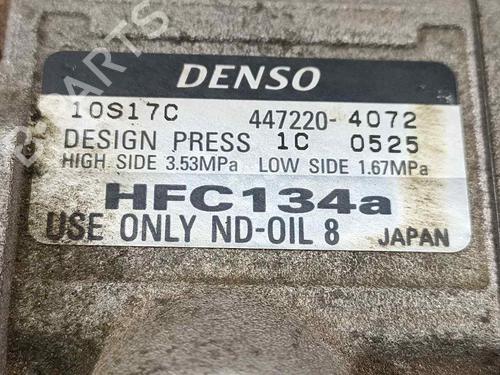 DENSO
10S17C 447220-4072
DESIGN PRESS 1C 0525
HIGH SIDE 3.53MPa LOW SIDE 1.67MPa
HFC134a
USE ONLY ND-OIL 8 JAPAN
B-PARTS